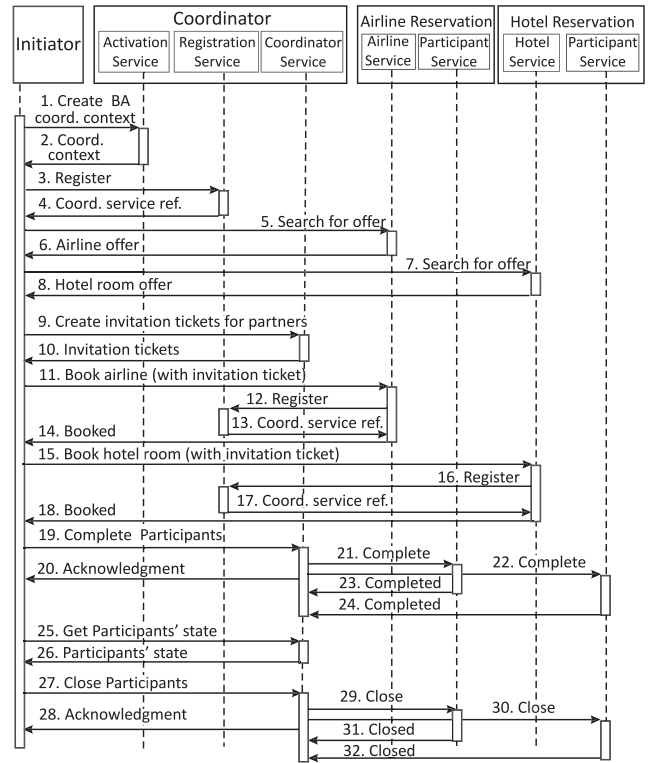 Initiator
Coordinator
Activation
Service
Registration
Service
Coordinator
Service
Airline Reservation
Airline
Service
Participant
Service
Hotel Reservation
Hotel
Service
Participant
Service
1. Create BA
coord. context
2. Coord.
context
3. Register
4. Coord. service ref.
5. Search for offer
6. Airline offer
7. Search for offer
8. Hotel room offer
9. Create invitation tickets for partners
10. Invitation tickets
11. Book airline (with invitation ticket)
12. Register
13. Coord. service ref.
14. Booked
15. Book hotel room (with invitation ticket)
16. Register
17. Coord. service ref.
18. Booked
19. Complete Participants
20. Acknowledgment
21. Complete
22. Complete
23. Completed
24. Completed
25. Get Participants’ state
26. Participants’ state
27. Close Participants
28. Acknowledgment
29. Close
30. Close
31. Closed
32. Closed